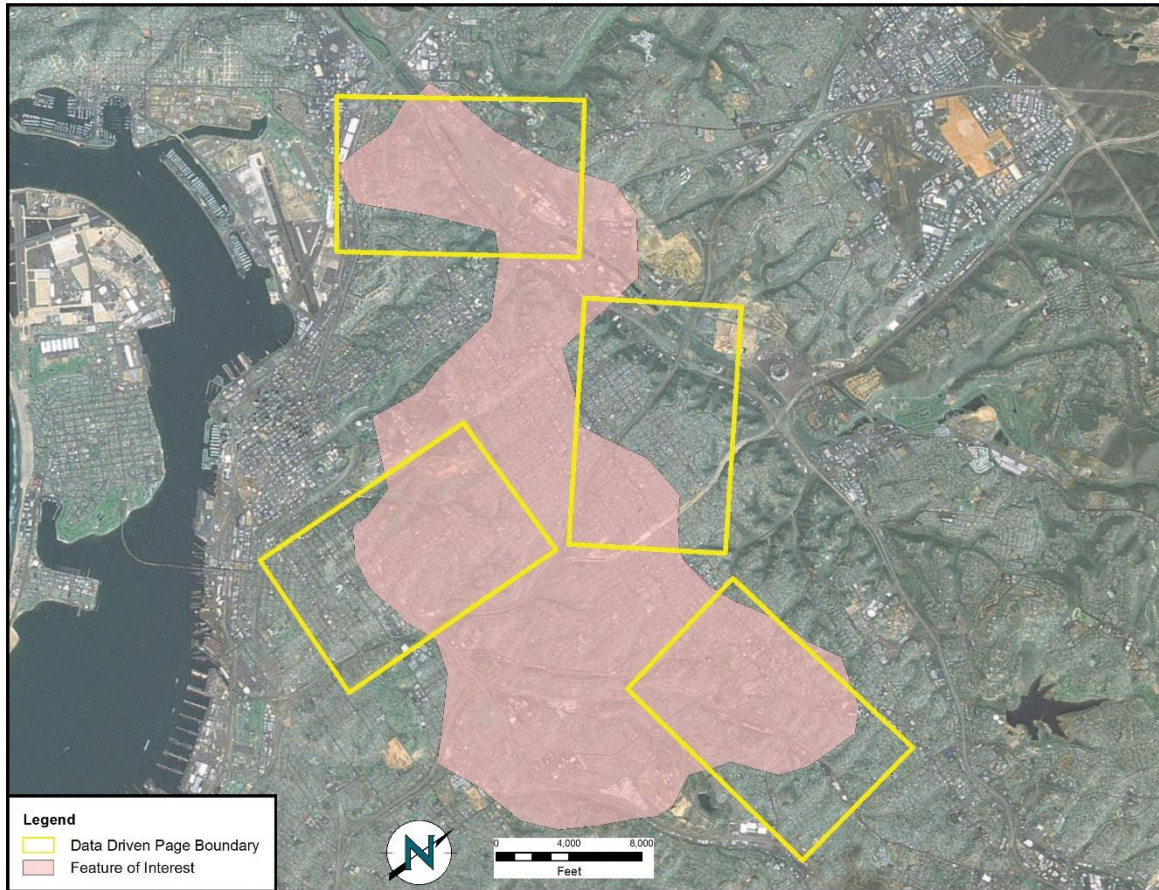 Legend
Data Driven Page Boundary
Feature of Interest
N
0 4,000 8,000
Feet